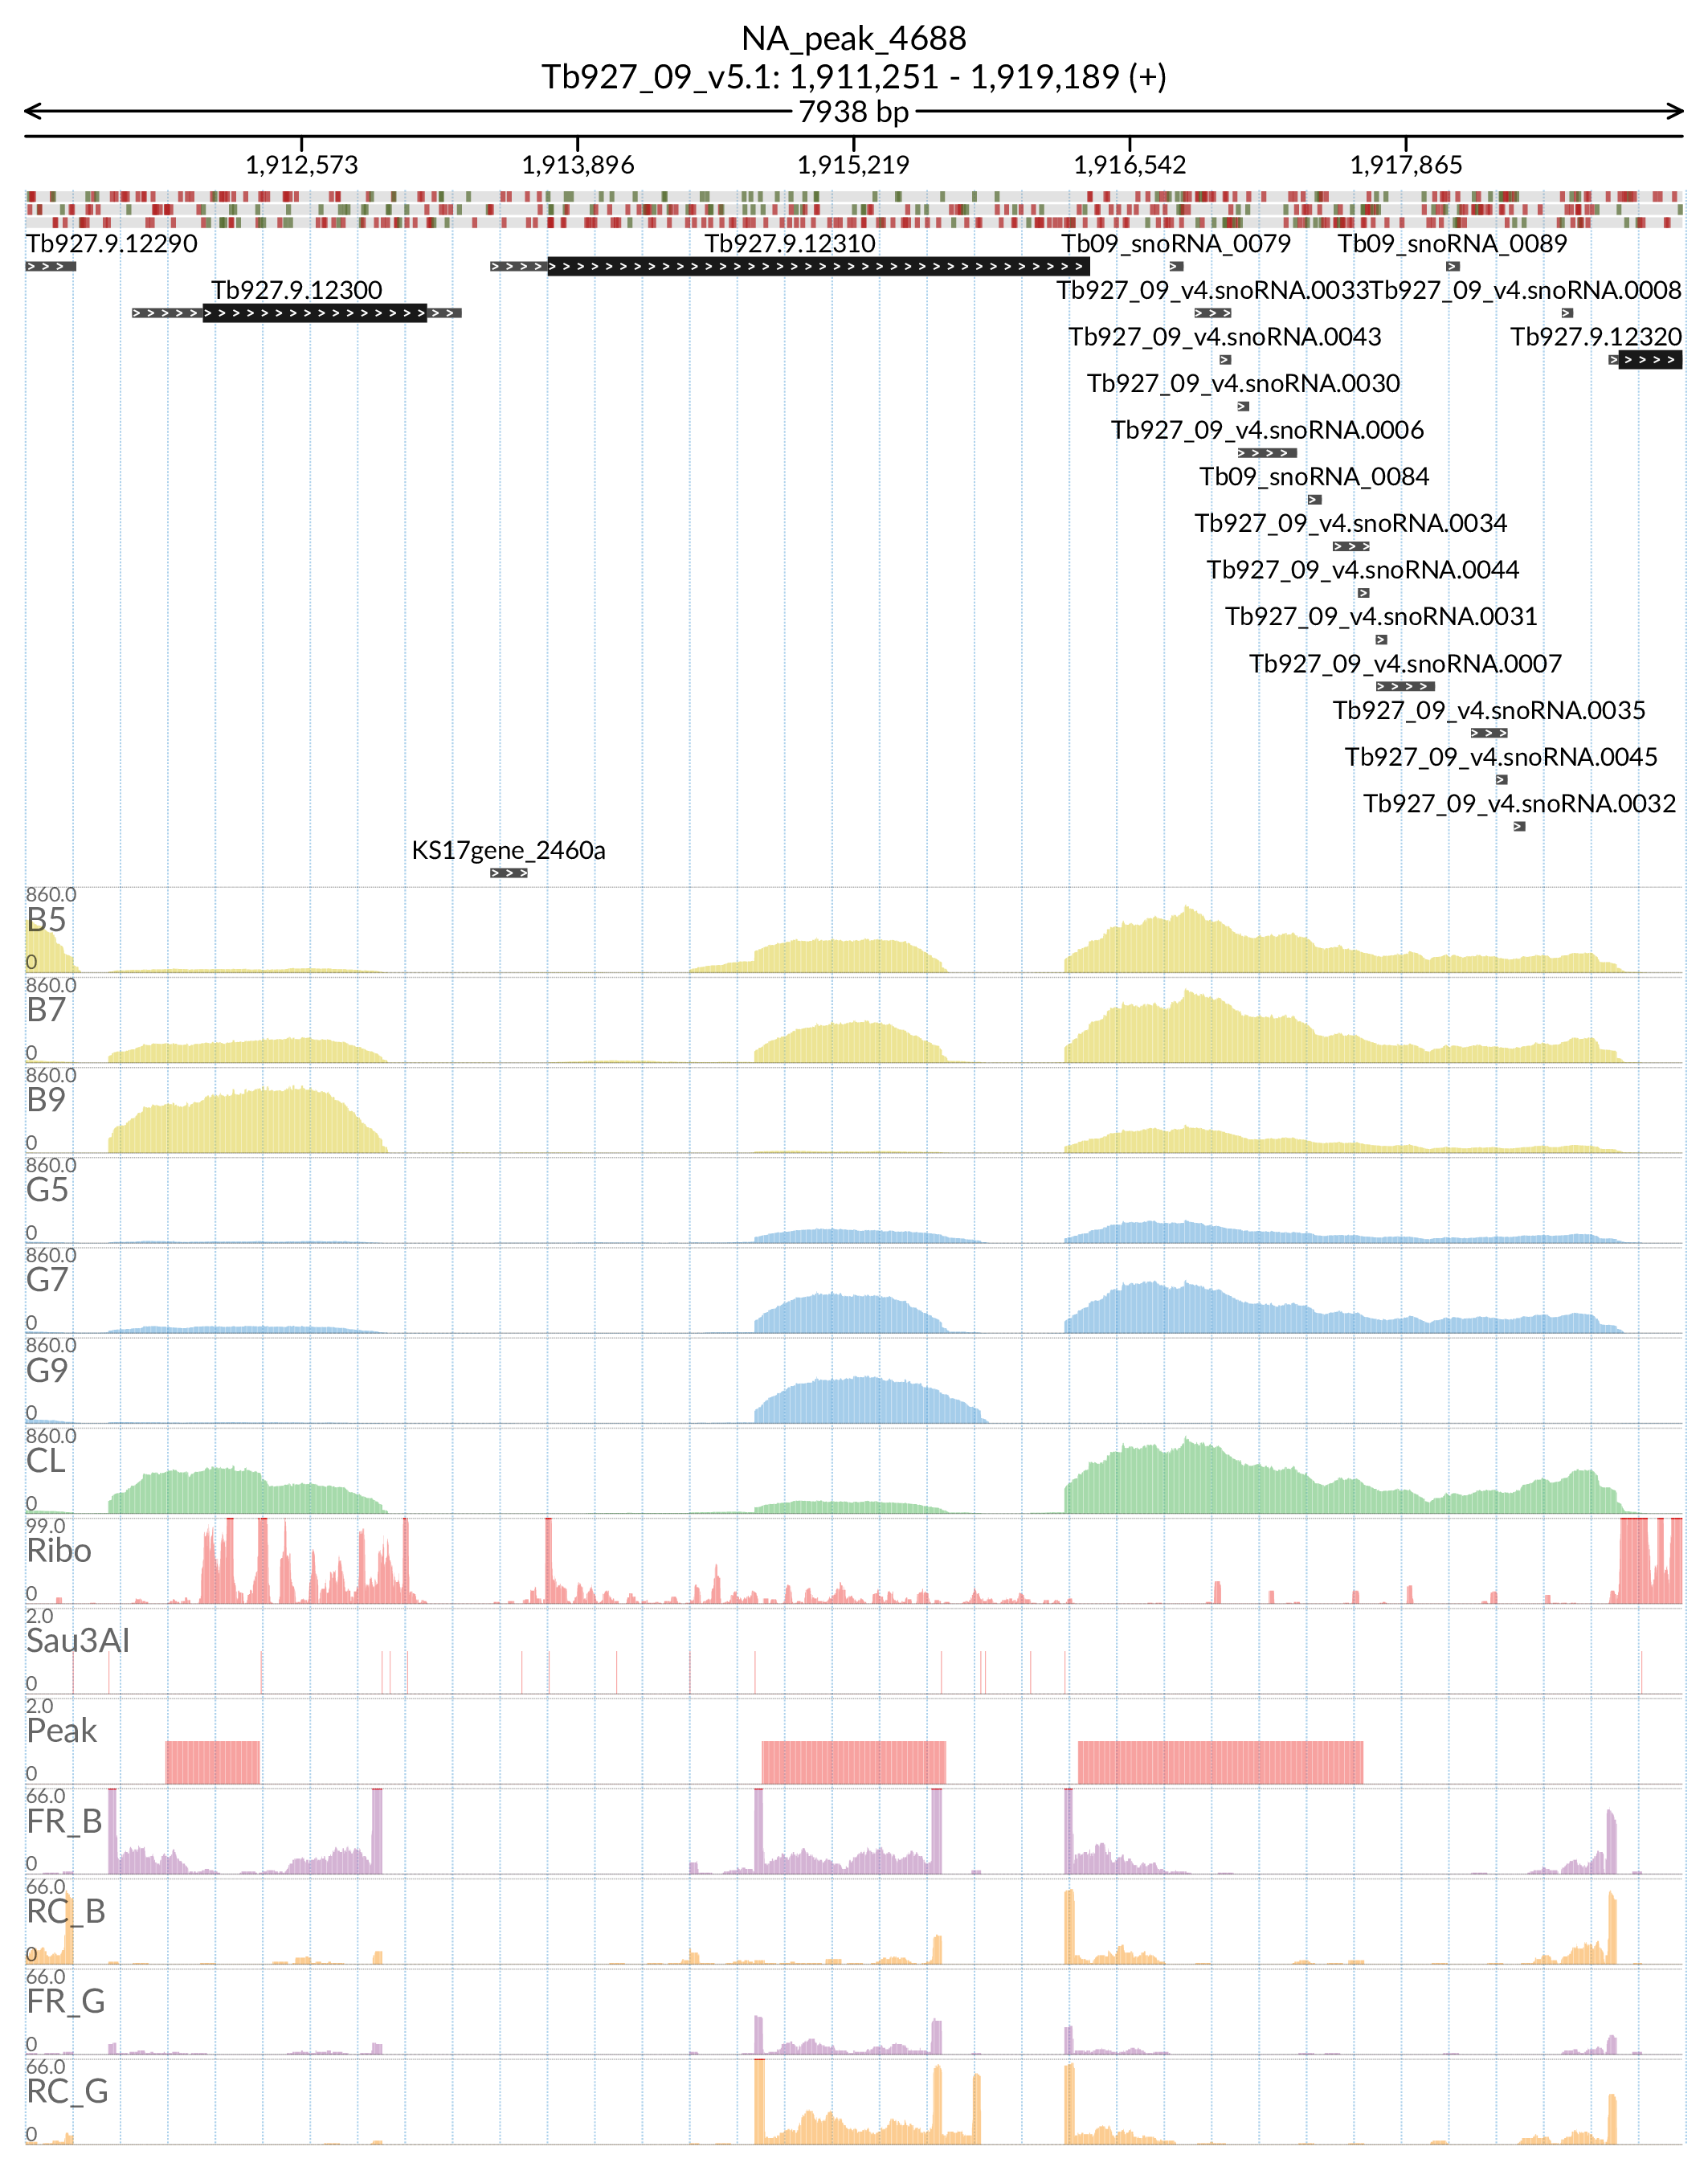 NA_peak_4688
Tb927_09_v5.1: 1,911,251 - 1,919,189 (+)
7938 bp
1,912,573 1,913,896 1,915,219 1,916,542 1,917,865
Tb927.9.12290 Tb927.9.12310 Tb09_snoRNA_0079 Tb09_snoRNA_0089
Tb927.9.12300 Tb927_09_v4.snoRNA.0033 Tb927_09_v4.snoRNA.0008
Tb927_09_v4.snoRNA.0043 Tb927.9.12320
Tb927_09_v4.snoRNA.0030
Tb927_09_v4.snoRNA.0006
Tb09_snoRNA_0084
Tb927_09_v4.snoRNA.0034
Tb927_09_v4.snoRNA.0044
Tb927_09_v4.snoRNA.0031
Tb927_09_v4.snoRNA.0007
Tb927_09_v4.snoRNA.0035
Tb927_09_v4.snoRNA.0045
Tb927_09_v4.snoRNA.0032
KS17gene_2460a
860.0
B5
0
860.0
B7
0
860.0
B9
0
860.0
G5
0
860.0
G7
0
860.0
G9
0
860.0
CL
0
99.0
Ribo
0
2.0
Sau3AI
0
2.0
Peak
0
66.0
FR_B
0
66.0
RC_B
0
66.0
FR_G
0
66.0
RC_G
0